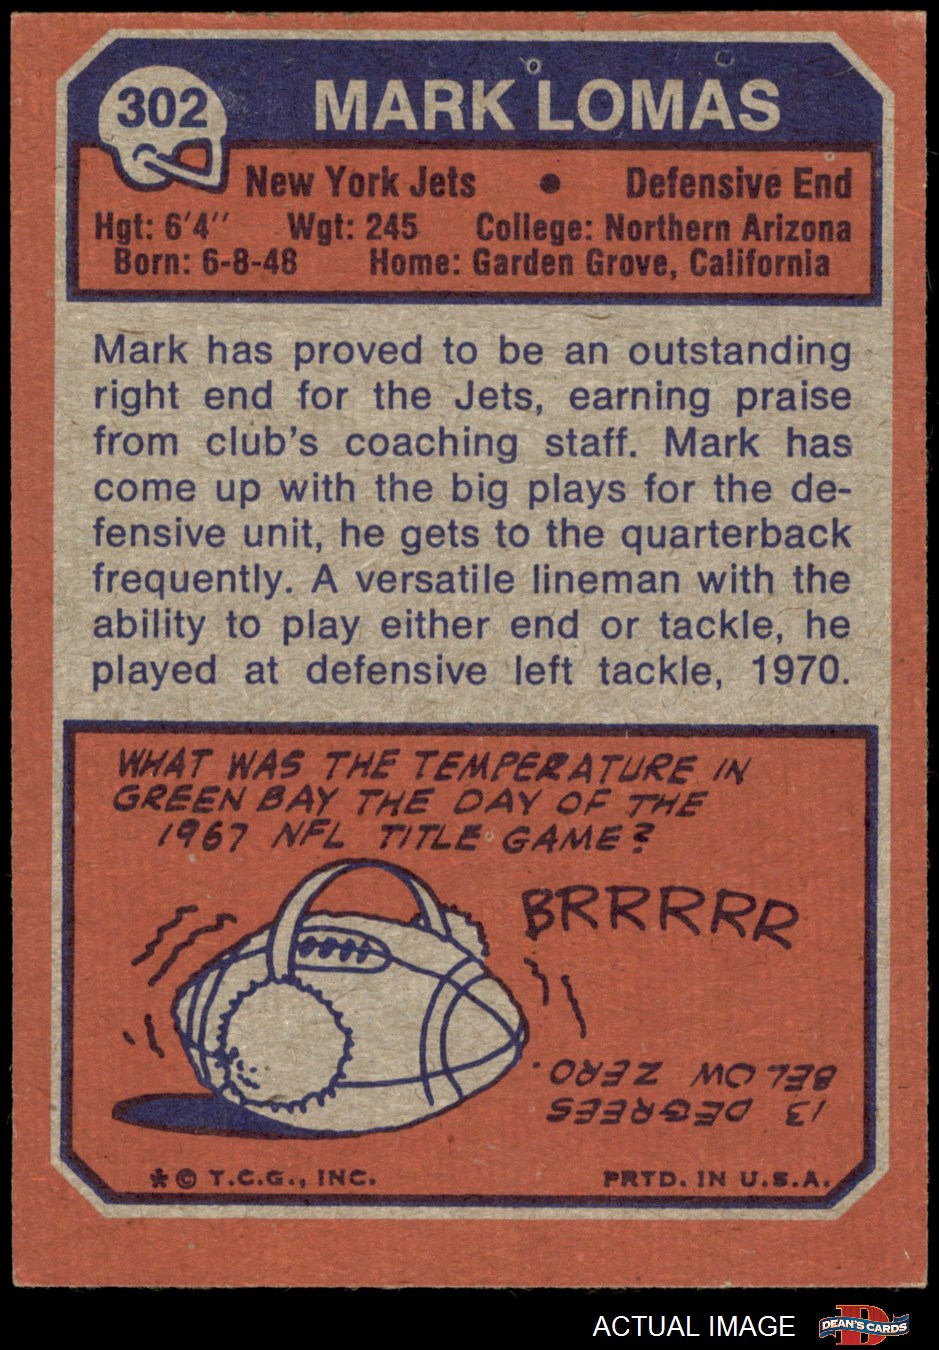 302
MARK LOMAS
New York Jets • Defensive End
Hgt: 6'4'' Wgt: 245 College: Northern Arizona
Born: 6-8-48 Home: Garden Grove, California
Mark has proved to be an outstanding
right end for the Jets, earning praise
from club's coaching staff. Mark has
come up with the big plays for the de-
fensive unit, he gets to the quarterback
frequently. A versatile lineman with the
ability to play either end or tackle, he
played at defensive left tackle, 1970.
WHAT WAS THE TEMPERATURE IN
GREEN BAY THE DAY OF THE
1967 NFL TITLE GAME?
BRRRRR
13 DEGREES
BELOW ZERO.
* © T.C.G., INC. PRTD. IN U.S.A.
ACTUAL IMAGE
D
DEAN'S CARDS